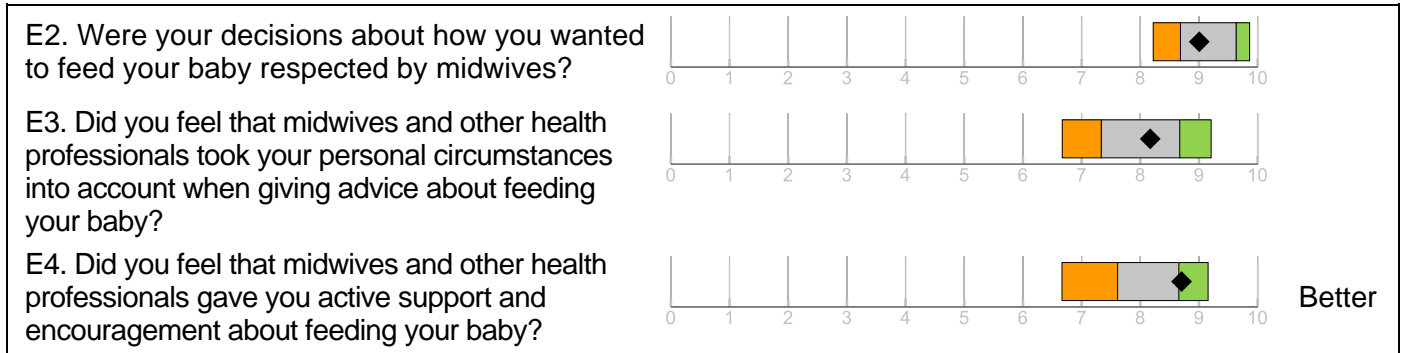 E2. Were your decisions about how you wanted
to feed your baby respected by midwives?
0 1 2 3 4 5 6 7 8 9 10
E3. Did you feel that midwives and other health
professionals took your personal circumstances
into account when giving advice about feeding
your baby?
0 1 2 3 4 5 6 7 8 9 10
E4. Did you feel that midwives and other health
professionals gave you active support and
encouragement about feeding your baby?
0 1 2 3 4 5 6 7 8 9 10
Better